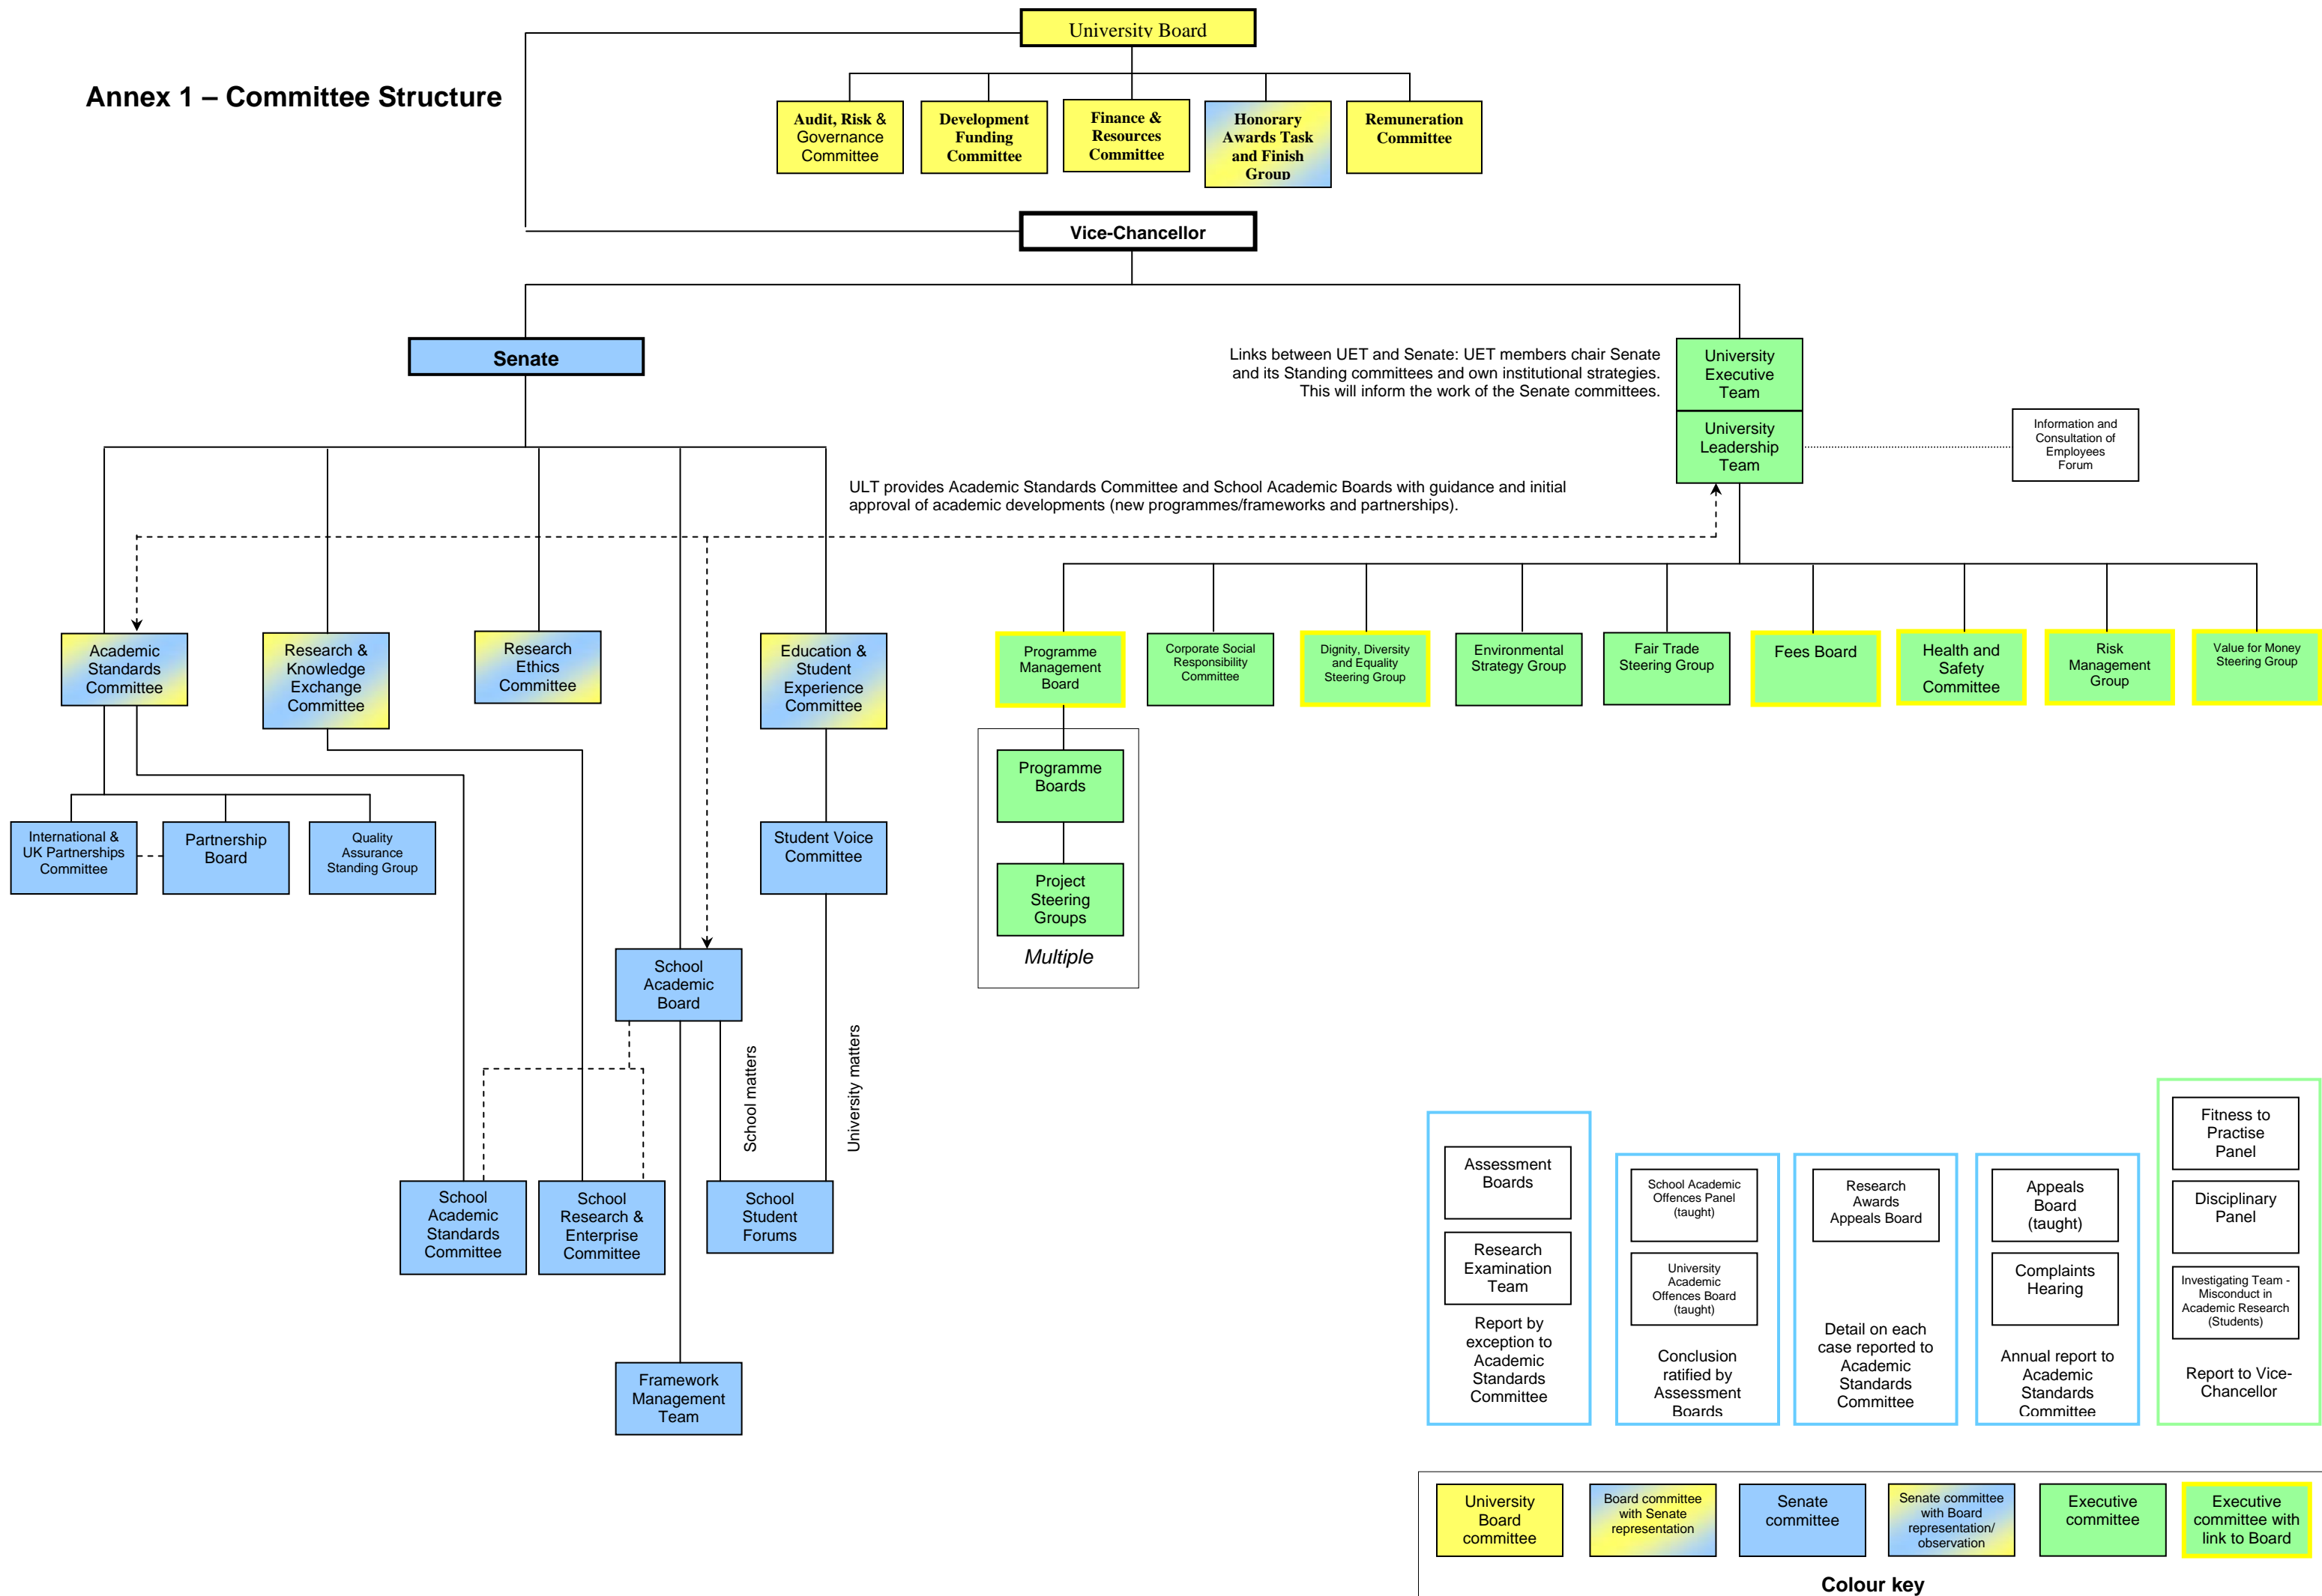 University Board
Annex 1 – Committee Structure
Audit, Risk &
Governance
Committee
Development
Funding
Committee
Finance &
Resources
Committee
Honorary
Awards Task
and Finish
Group
Remuneration
Committee
Vice-Chancellor
Senate
Links between UET and Senate: UET members chair Senate
and its Standing committees and own institutional strategies.
This will inform the work of the Senate committees.
University
Executive
Team
University
Leadership
Team
Information and
Consultation of
Employees
Forum
ULT provides Academic Standards Committee and School Academic Boards with guidance and initial
approval of academic developments (new programmes/frameworks and partnerships).
Academic
Standards
Committee
Research &
Knowledge
Exchange
Committee
Research
Ethics
Committee
Education &
Student
Experience
Committee
Programme
Management
Board
Corporate Social
Responsibility
Committee
Dignity, Diversity
and Equality
Steering Group
Environmental
Strategy Group
Fair Trade
Steering Group
Fees Board
Health and
Safety
Committee
Risk
Management
Group
Value for Money
Steering Group
Programme
Boards
Project
Steering
Groups
Multiple
International &
UK Partnerships
Committee
Partnership
Board
Quality
Assurance
Standing Group
Student Voice
Committee
School
Academic
Board
School matters
University matters
School
Academic
Standards
Committee
School
Research &
Enterprise
Committee
School
Student
Forums
Framework
Management
Team
Assessment
Boards
Research
Examination
Team
Report by
exception to
Academic
Standards
Committee
School Academic
Offences Panel
(taught)
University
Academic
Offences Board
(taught)
Conclusion
ratified by
Assessment
Boards
Research
Awards
Appeals Board
Detail on each
case reported to
Academic
Standards
Committee
Appeals
Board
(taught)
Complaints
Hearing
Annual report to
Academic
Standards
Committee
Fitness to
Practise
Panel
Disciplinary
Panel
Investigating Team -
Misconduct in
Academic Research
(Students)
Report to Vice-
Chancellor
University
Board
committee
Board committee
with Senate
representation
Senate
committee
Senate committee
with Board
representation/
observation
Executive
committee
Executive
committee with
link to Board
Colour key